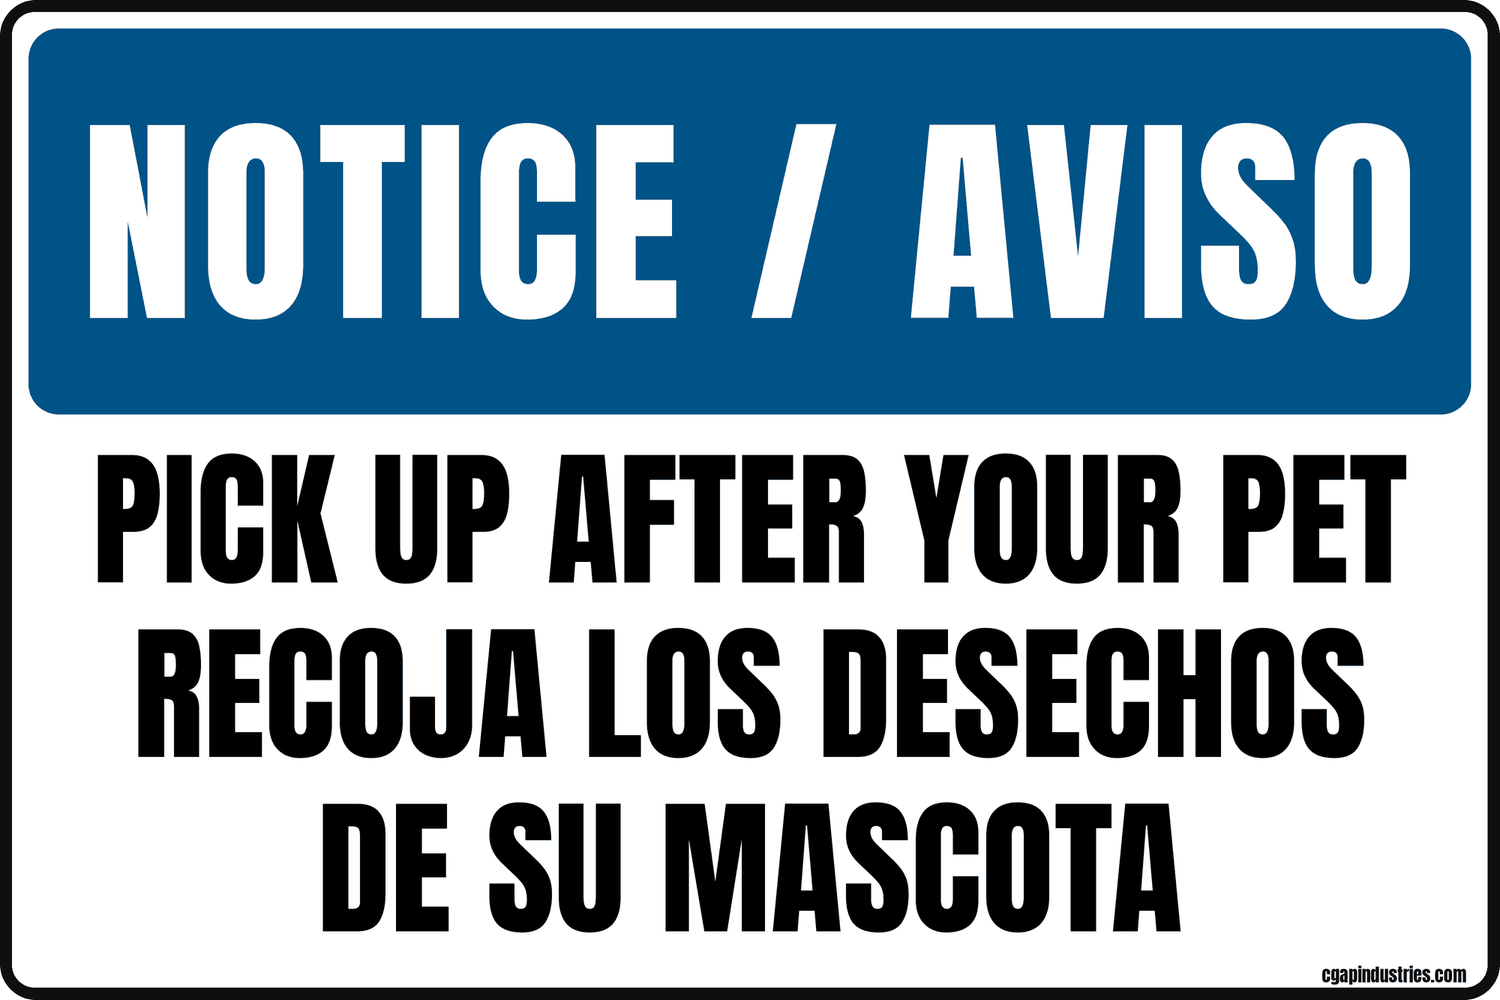 NOTICE / AVISO
PICK UP AFTER YOUR PET
RECOJA LOS DESECHOS
DE SU MASCOTA
cgapindustries.com